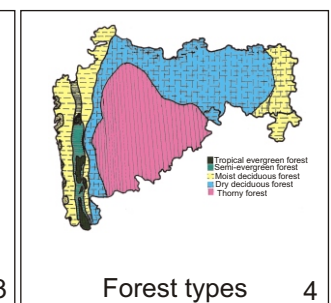 Tropical evergreen forest
Semi-evergreen forest
Moist deciduous forest
Dry deciduous forest
Thorny forest
3
Forest types 4